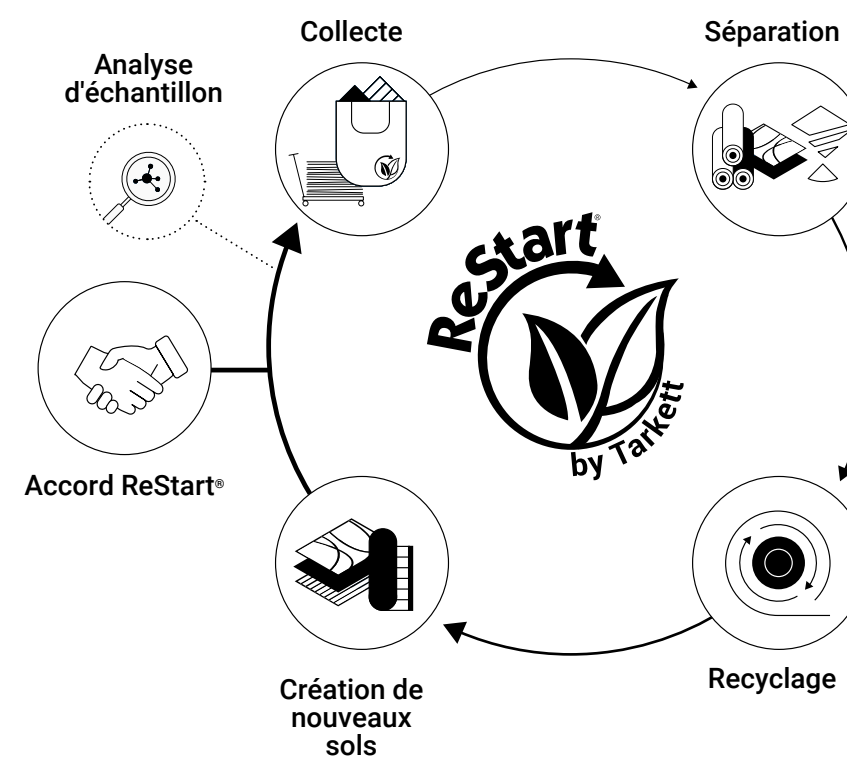 Collecte
Séparation
Analyse
d'échantillon
ReStart®
by Tarkett
Accord ReStart®
Recyclage
Création de
nouveaux
sols